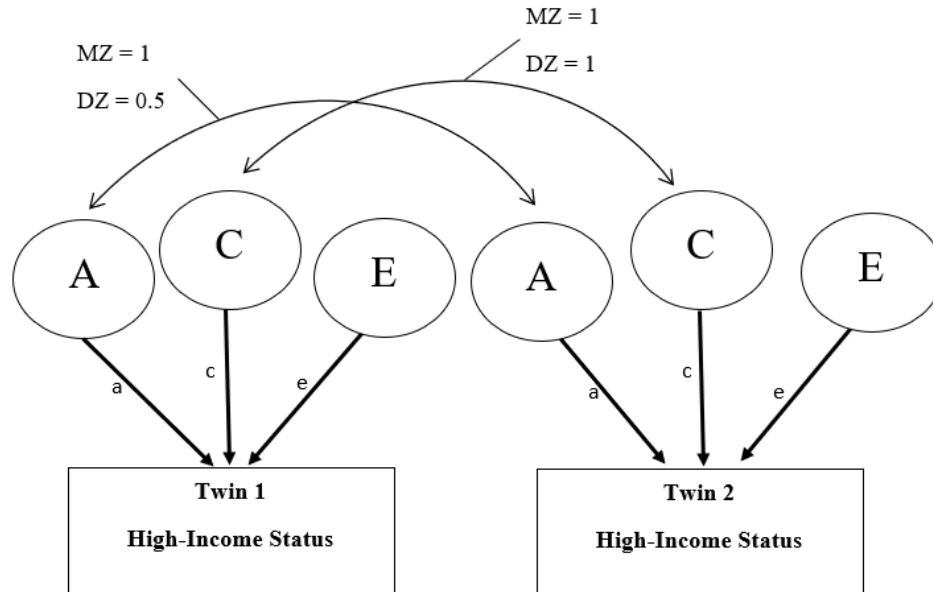 MZ = 1
DZ = 0.5
MZ = 1
DZ = 1
A
C
E
A
C
E
a
c
e
a
c
e
Twin 1
High-Income Status
Twin 2
High-Income Status